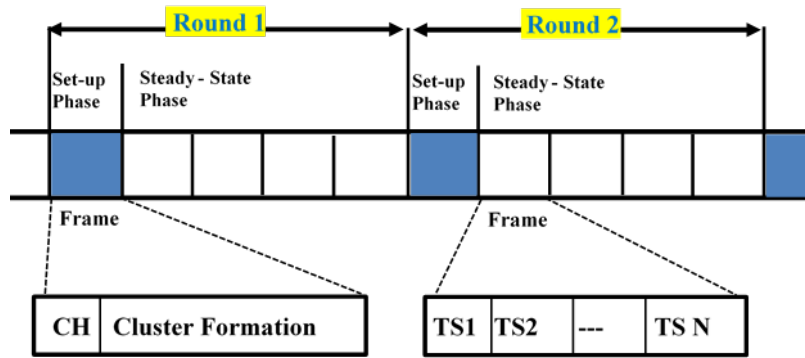 Round 1
Round 2
Set-up
Phase
Steady - State
Phase
Set-up
Phase
Steady - State
Phase
Frame
Frame
CH
Cluster Formation
TS1
TS2
---
TS N